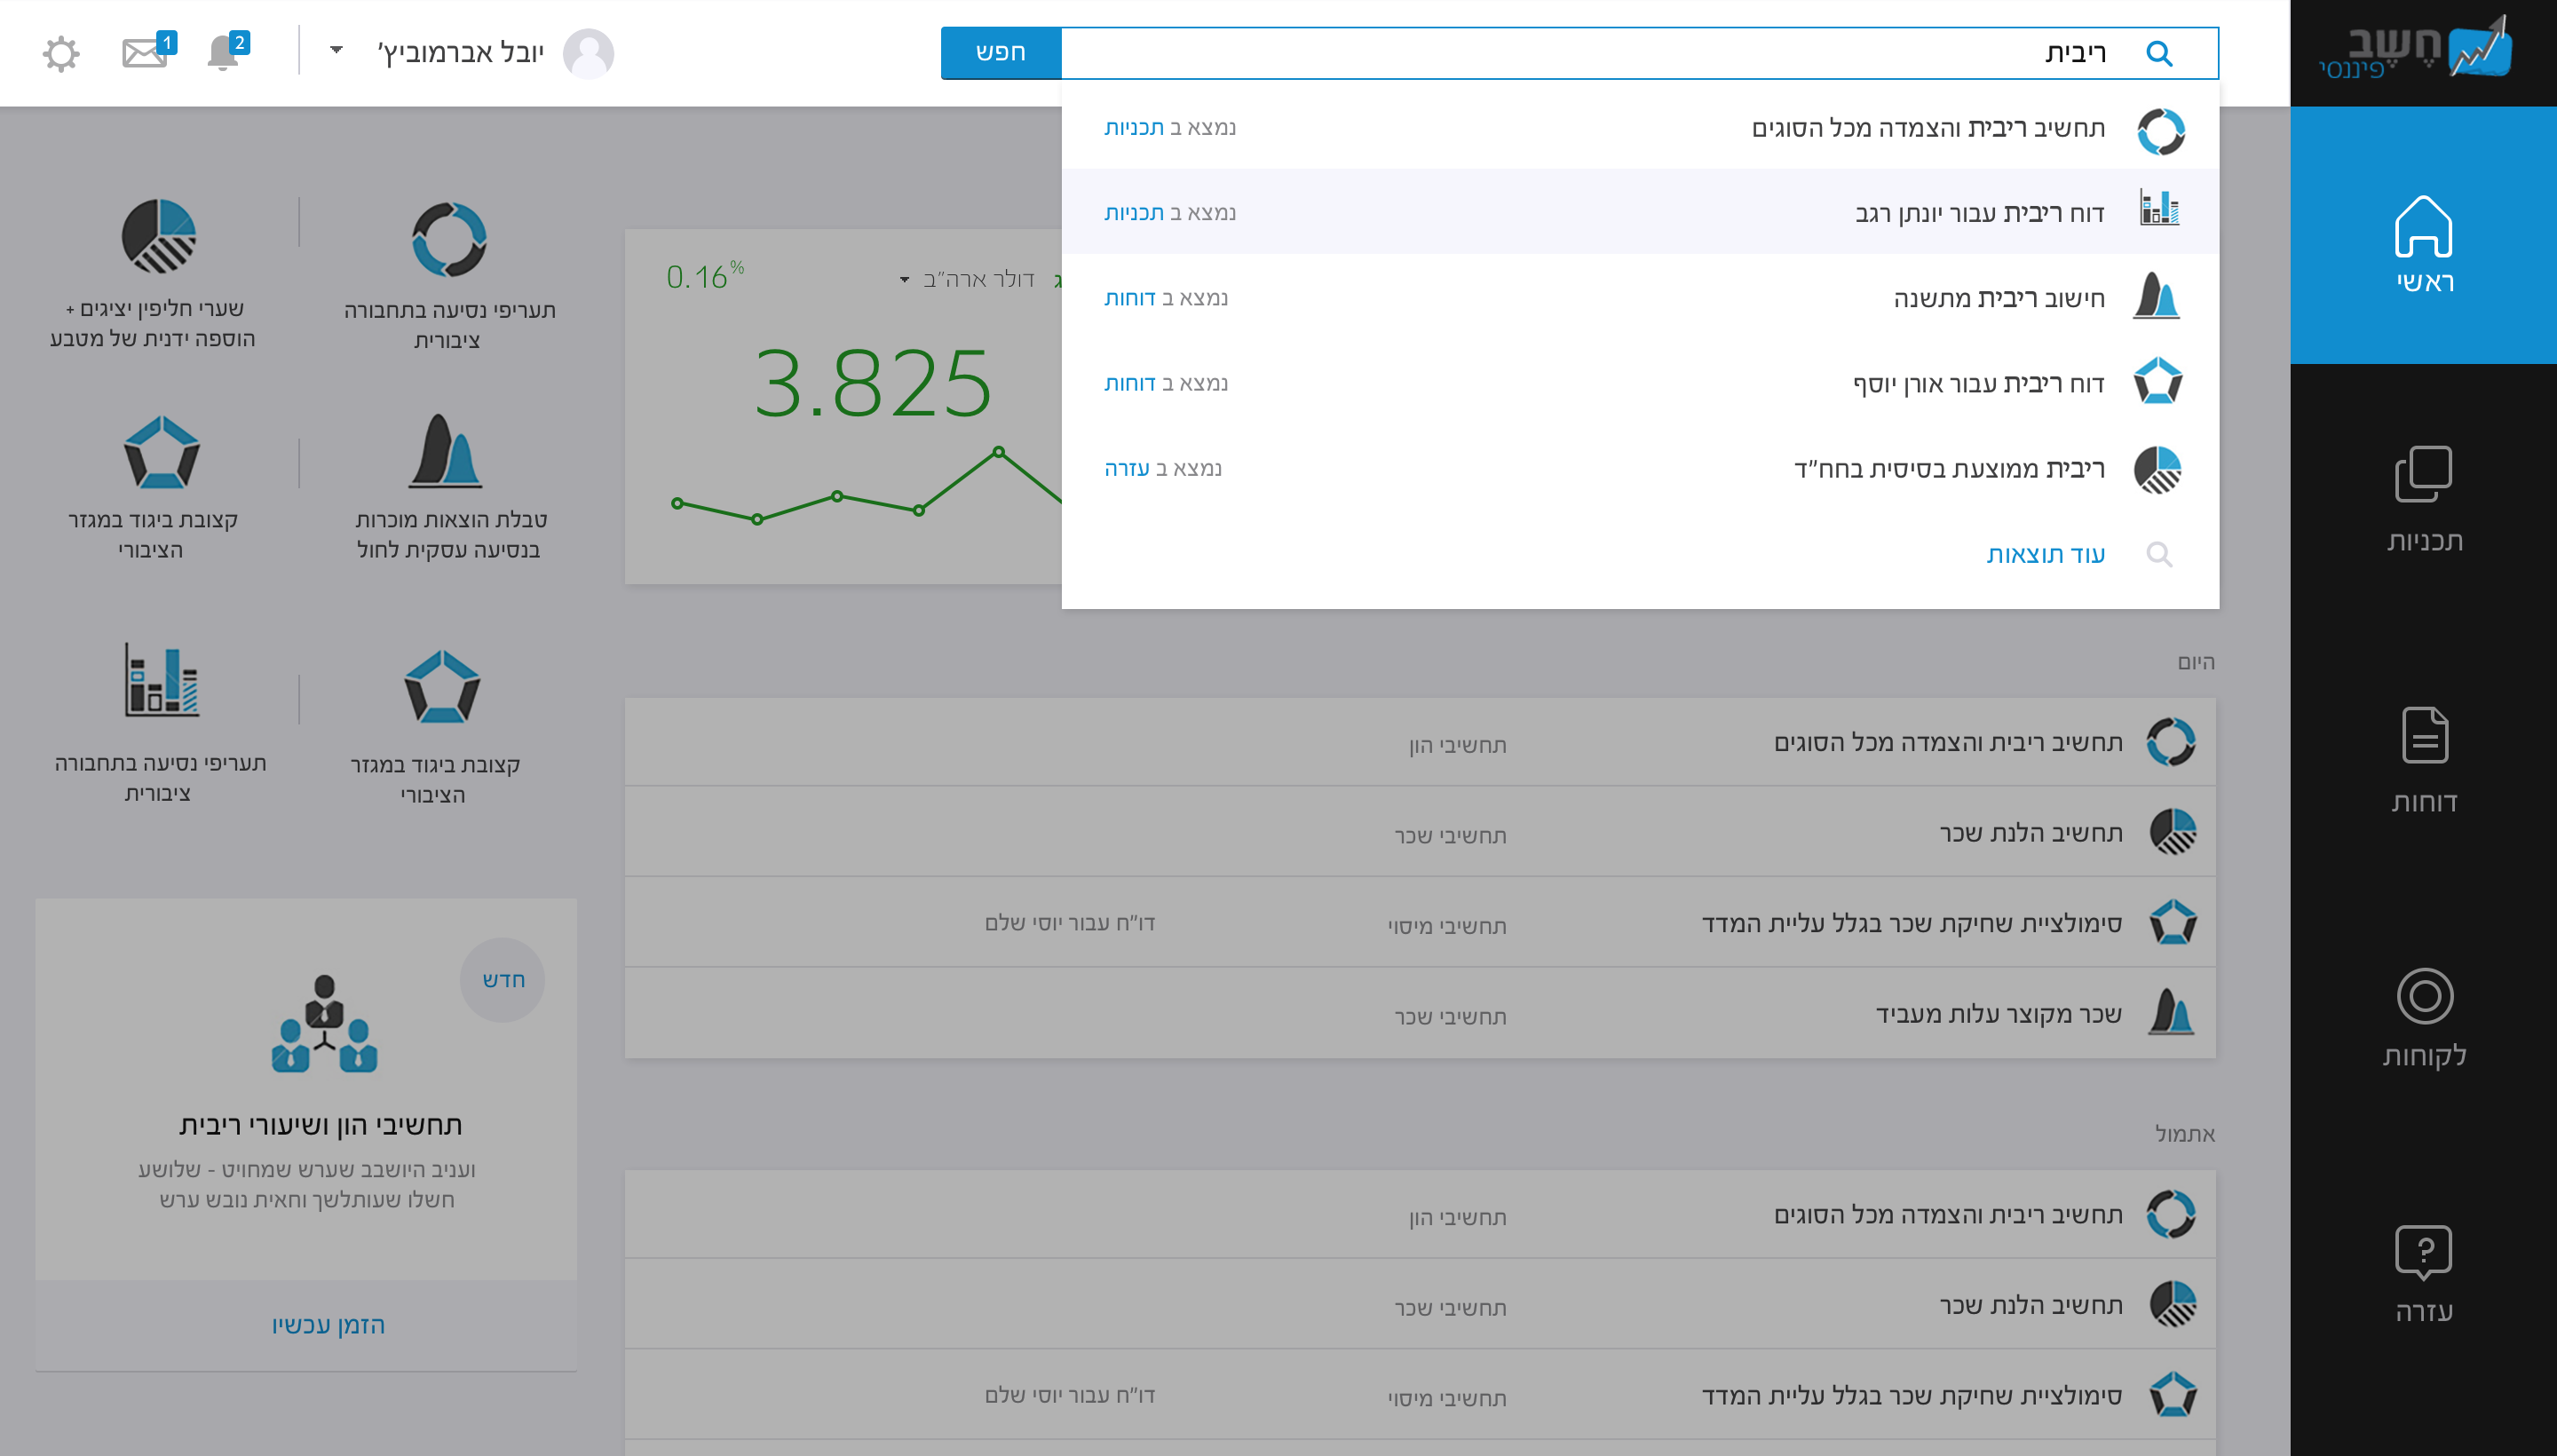 חֶשֶׁב
פיננסי
ראשי
תכניות
דוחות
לקוחות
עזרה
ריבית
חפש
יובל אברמוביץ'
2
1
תחשיב ריבית והצמדה מכל הסוגים
נמצא ב תכניות
דוח ריבית עבור יונתן רגב
נמצא ב תכניות
חישוב ריבית מתשנה
נמצא ב דוחות
דוח ריבית עבור אורן יוסף
נמצא ב דוחות
ריבית ממוצעת בסיסית בחח"ד
נמצא ב עזרה
עוד תוצאות
דולר ארה"ב
0.16%
3.825
היום
תחשיב ריבית והצמדה מכל הסוגים
תחשיבי הון
תחשיב הלנת שכר
תחשיבי שכר
סימולציית שחיקת שכר בגלל עליית המדד
תחשיבי מיסוי
דו"ח עבור יוסי שלם
שכר מקוצר עלות מעביד
תחשיבי שכר
אתמול
תחשיב ריבית והצמדה מכל הסוגים
תחשיבי הון
תחשיב הלנת שכר
תחשיבי שכר
סימולציית שחיקת שכר בגלל עליית המדד
תחשיבי מיסוי
דו"ח עבור יוסי שלם
תעריפי נסיעה בתחבורה
ציבורית
שערי חליפין יציגים +
הוספה ידנית של מטבע
טבלת הוצאות מוכרות
בנסיעה עסקית לחול
קצובת ביגוד במגזר
הציבורי
קצובת ביגוד במגזר
הציבורי
תעריפי נסיעה בתחבורה
ציבורית
חדש
תחשיבי הון ושיעורי ריבית
ועניב היושבב שערש שמחויט - שלושע
חשלו שעותלשך וחאית נובש ערש
הזמן עכשיו